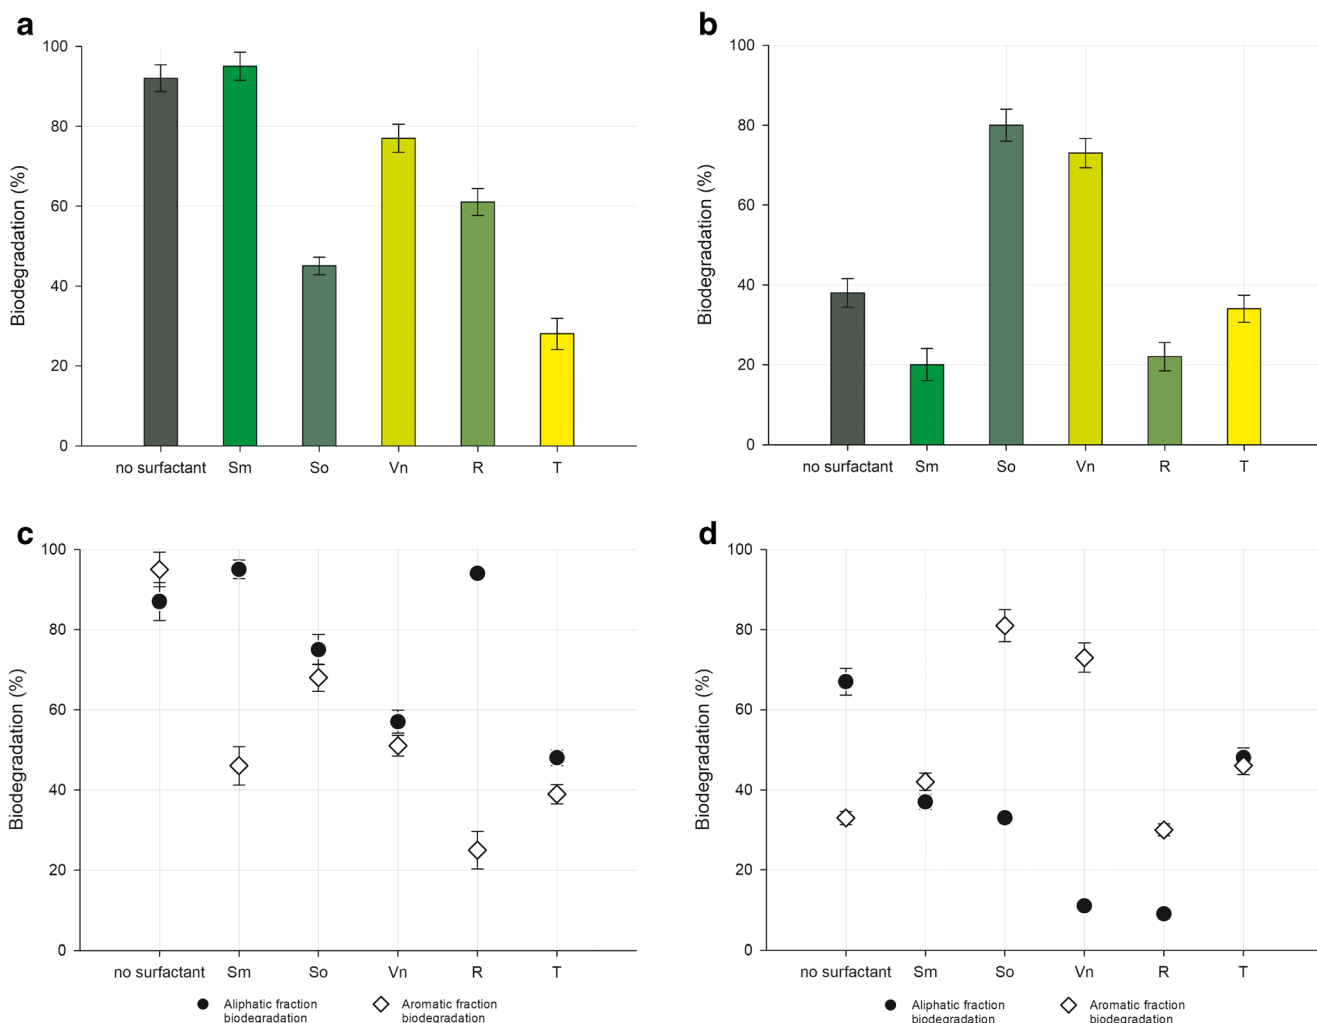 a
100
80
60
40
20
0
Biodegradation (%)
no surfactant Sm So Vn R T
b
100
80
60
40
20
0
Biodegradation (%)
no surfactant Sm So Vn R T
c
100
80
60
40
20
0
Biodegradation (%)
no surfactant Sm So Vn R T
Aliphatic fraction
biodegradation
Aromatic fraction
biodegradation
d
100
80
60
40
20
0
Biodegradation (%)
no surfactant Sm So Vn R T
Aliphatic fraction
biodegradation
Aromatic fraction
biodegradation